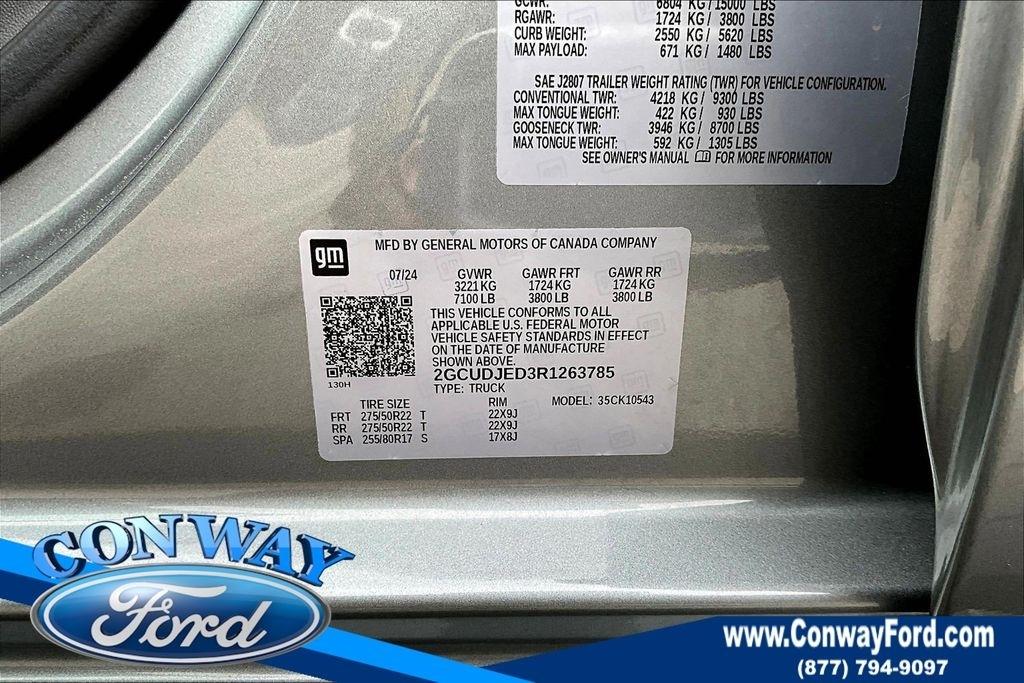 GCWR: 6804 KG/ 15000 LBS
RGAWR: 1724 KG / 3800 LBS
CURB WEIGHT: 2550 KG / 5620 LBS
MAX PAYLOAD: 671 KG/ 1480 LBS
SAE J2807 TRAILER WEIGHT RATING (TWR) FOR VEHICLE CONFIGURATION.
CONVENTIONAL TWR: 4218 KG/ 9300 LBS
MAX TONGUE WEIGHT: 422 KG/ 930 LBS
GOOSENECK TWR: 3946 KG/ 8700 LBS
MAX TONGUE WEIGHT: 592 KG/ 1305 LBS
SEE OWNER'S MANUAL FOR MORE INFORMATION
gm
MFD BY GENERAL MOTORS OF CANADA COMPANY
07/24 GVWR GAWR FRT GAWR RR
3221 KG 1724 KG 1724 KG
7100 LB 3800 LB 3800 LB
THIS VEHICLE CONFORMS TO ALL
APPLICABLE U.S. FEDERAL MOTOR
VEHICLE SAFETY STANDARDS IN EFFECT
ON THE DATE OF MANUFACTURE
SHOWN ABOVE.
130H
2GCUDJED3R1263785
TYPE: TRUCK
TIRE SIZE RIM MODEL: 35CK10543
FRT 275/50R22 T 22X9J
RR 275/50R22 T 22X9J
SPA 255/80R17 S 17X8J
CONWAY
Ford
www.ConwayFord.com
(877) 794-9097